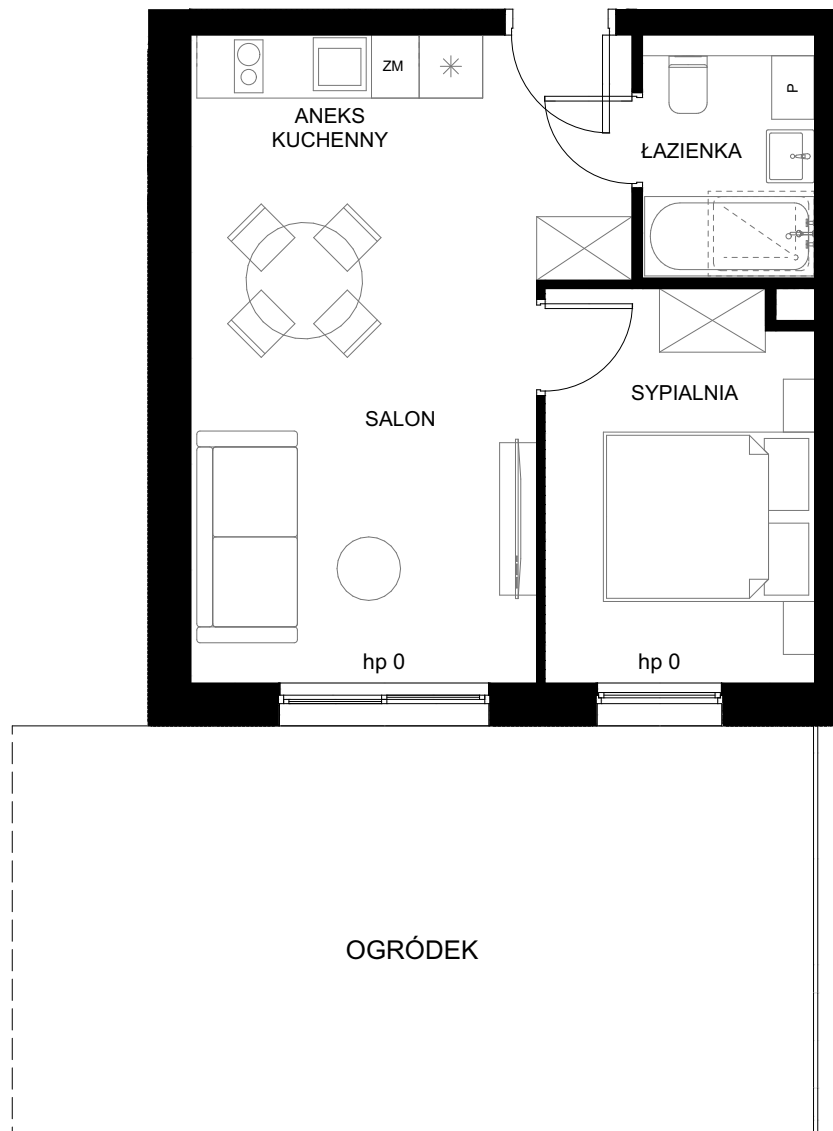 ZM
P
ANEKS
KUCHENNY
ŁAZIENKA
SALON
SYPIALNIA
hp 0
hp 0
OGRÓDEK